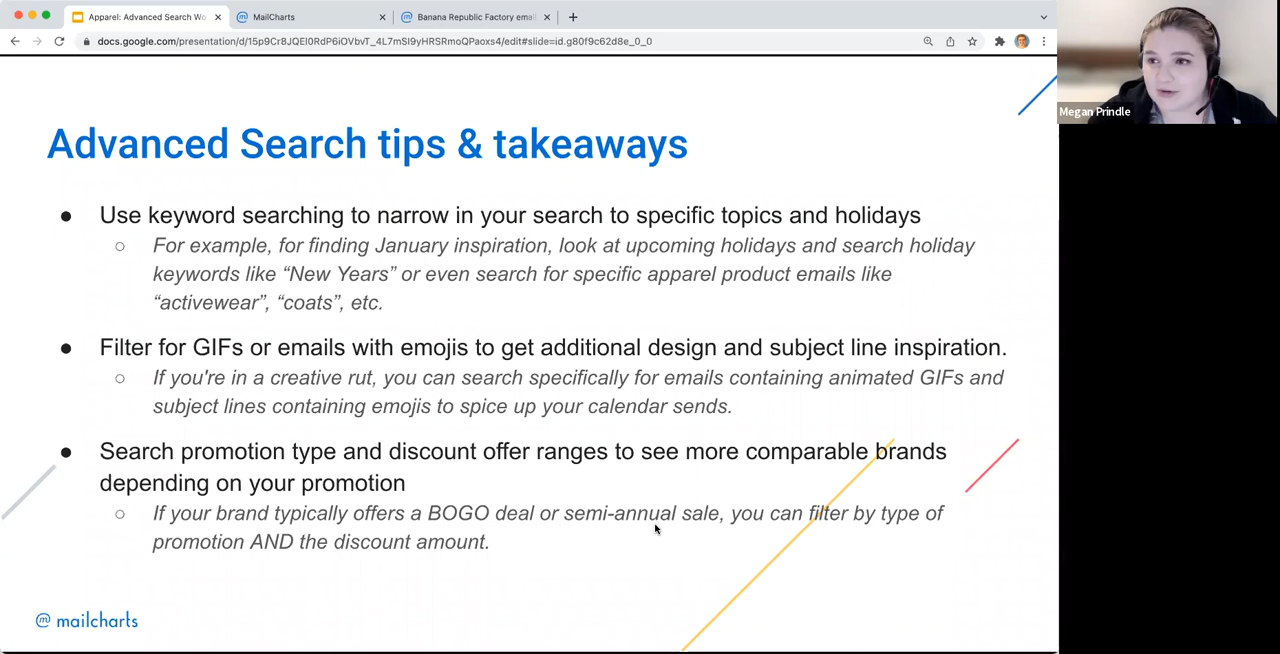 Apparel: Advanced Search Wo
MailCharts
Banana Republic Factory emai
docs.google.com/presentation/d/15p9Cr8JQEI0RdP6iOVbvT_4L7mSI9yHRSRmoQPaoxs4/edit#slide=id.g80f9c62d8e_0_0
Megan Prindle
Advanced Search tips & takeaways
● Use keyword searching to narrow in your search to specific topics and holidays
○ For example, for finding January inspiration, look at upcoming holidays and search holiday
keywords like “New Years” or even search for specific apparel product emails like
“activewear”, “coats”, etc.
● Filter for GIFs or emails with emojis to get additional design and subject line inspiration.
○ If you're in a creative rut, you can search specifically for emails containing animated GIFs and
subject lines containing emojis to spice up your calendar sends.
● Search promotion type and discount offer ranges to see more comparable brands
depending on your promotion
○ If your brand typically offers a BOGO deal or semi-annual sale, you can filter by type of
promotion AND the discount amount.
@ mailcharts